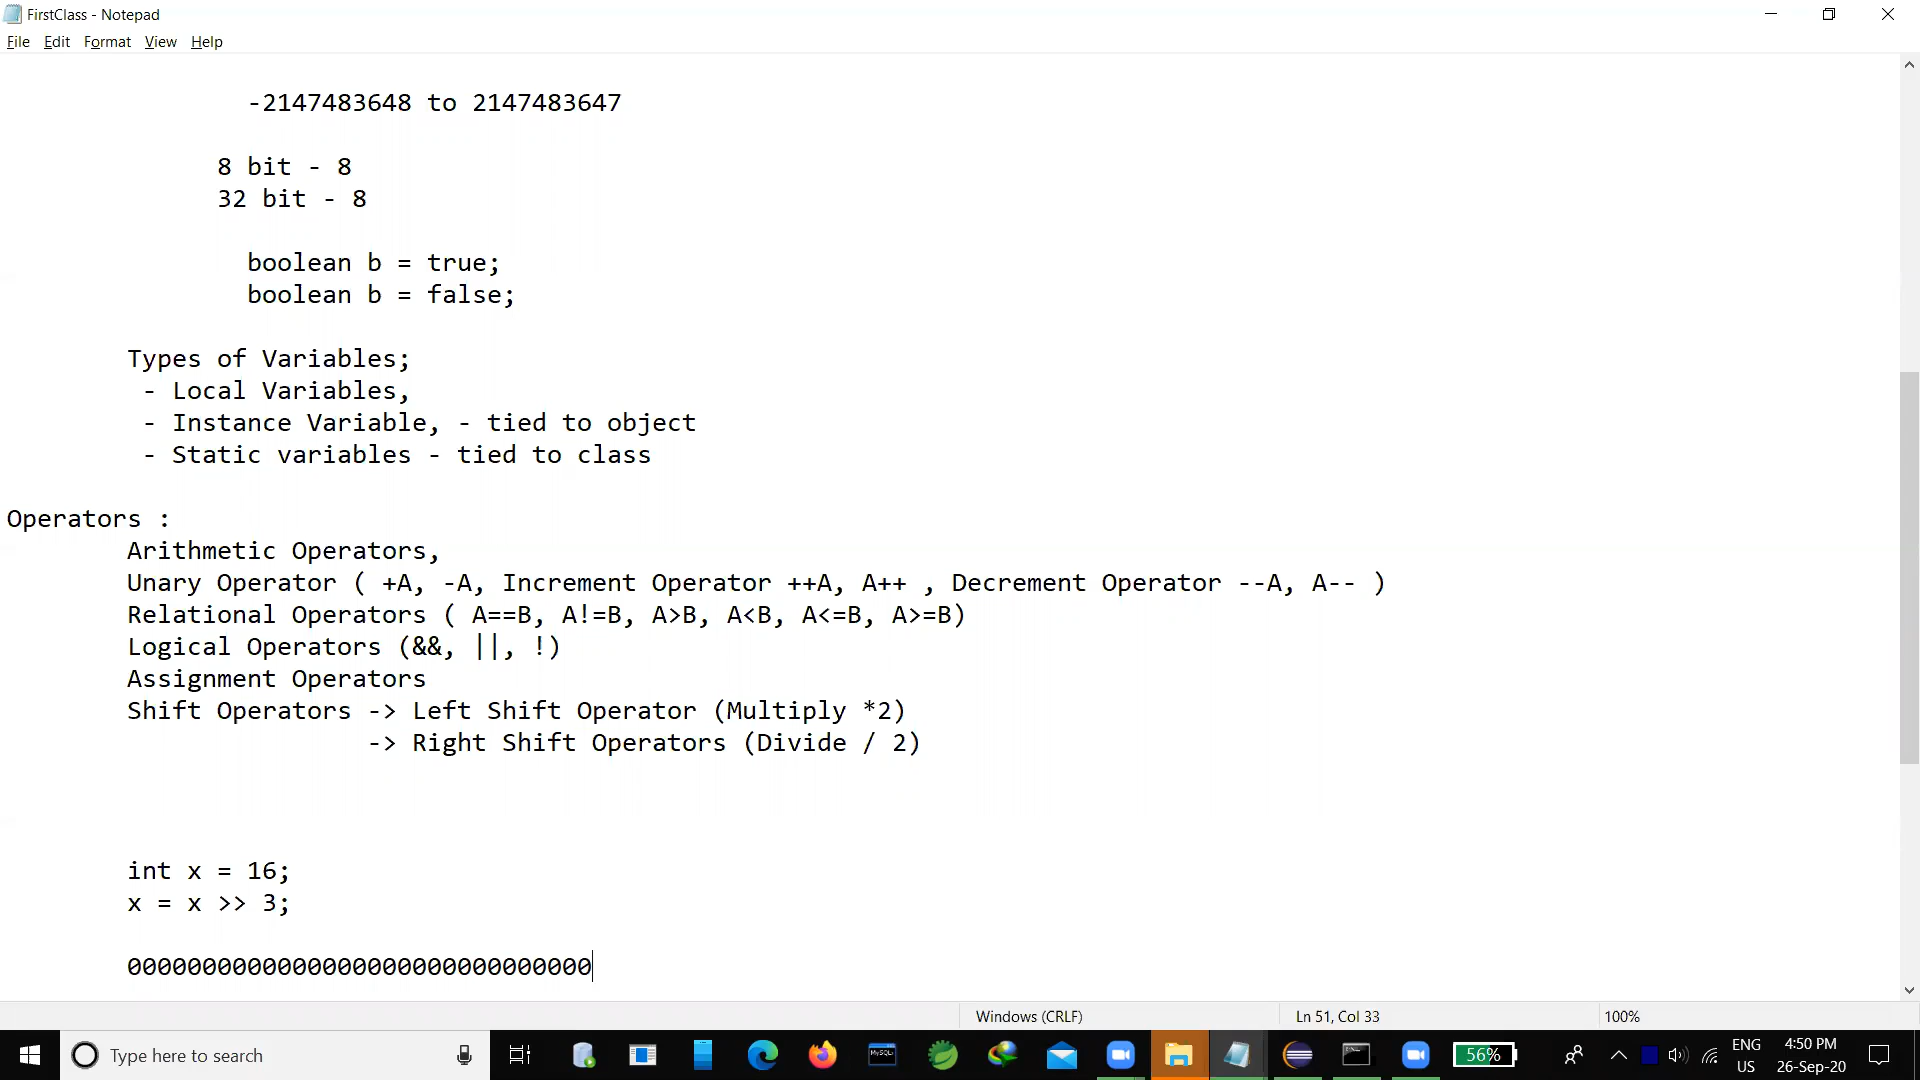 FirstClass - Notepad
File Edit Format View Help
-2147483648 to 2147483647
8 bit - 8
32 bit - 8
boolean b = true;
boolean b = false;
Types of Variables;
- Local Variables,
- Instance Variable, - tied to object
- Static variables - tied to class
Operators :
Arithmetic Operators,
Unary Operator ( +A, -A, Increment Operator ++A, A++ , Decrement Operator --A, A-- )
Relational Operators ( A==B, A!=B, A>B, A<B, A<=B, A>=B)
Logical Operators (&&, ||, !)
Assignment Operators
Shift Operators -> Left Shift Operator (Multiply *2)
-> Right Shift Operators (Divide / 2)
int x = 16;
x = x >> 3;
0000000000000000000000000000000
Windows (CRLF) Ln 51, Col 33 100%
Type here to search MySQL 56% ENG US 4:50 PM 26-Sep-20